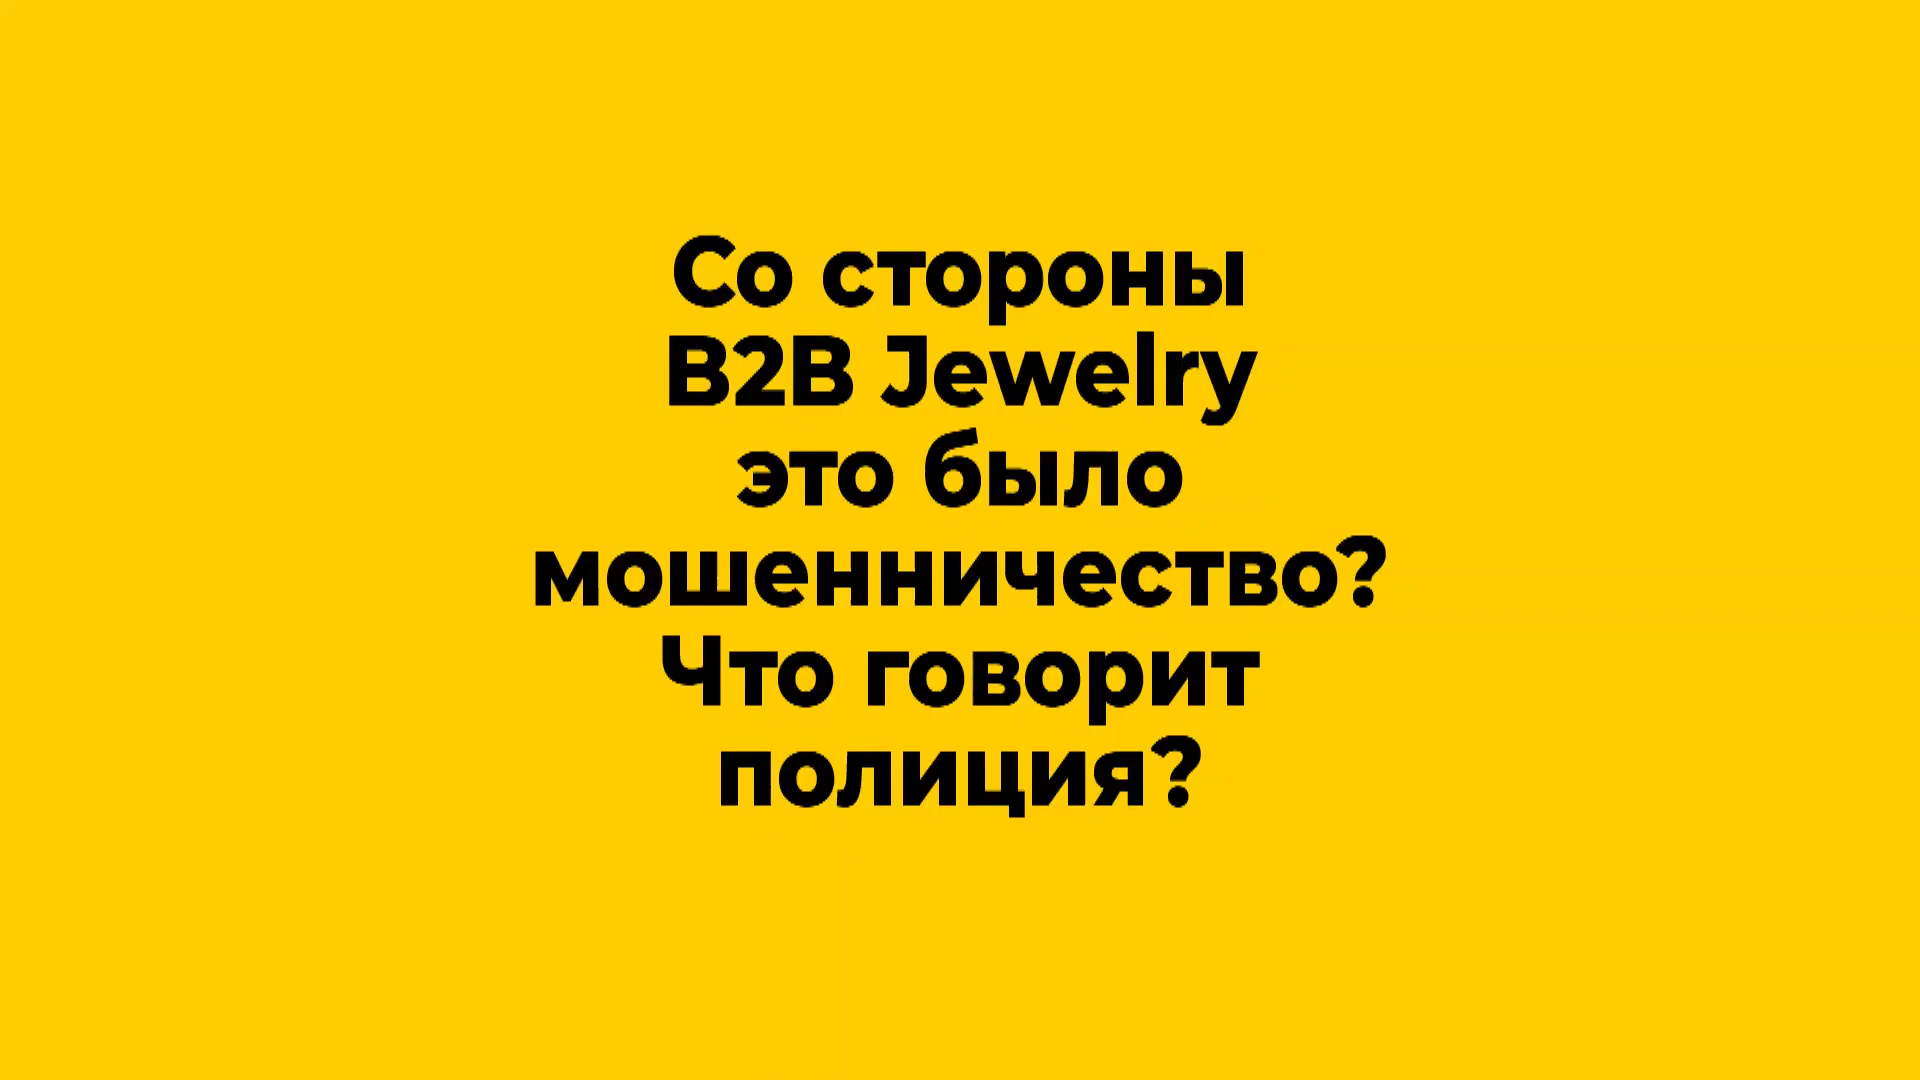 Со стороны
B2B Jewelry
это было
мошенничество?
Что говорит
полиция?